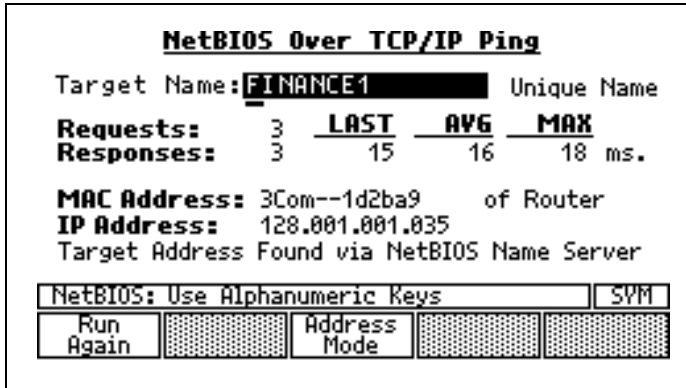 NetBIOS Over TCP/IP Ping
Target Name:FINANCE1 Unique Name
Requests: 3 LAST AVG MAX
Responses: 3 15 16 18 ms.
MAC Address: 3Com--1d2ba9 of Router
IP Address: 128.001.001.035
Target Address Found via NetBIOS Name Server
NetBIOS: Use Alphanumeric Keys SYM
Run Again Address Mode